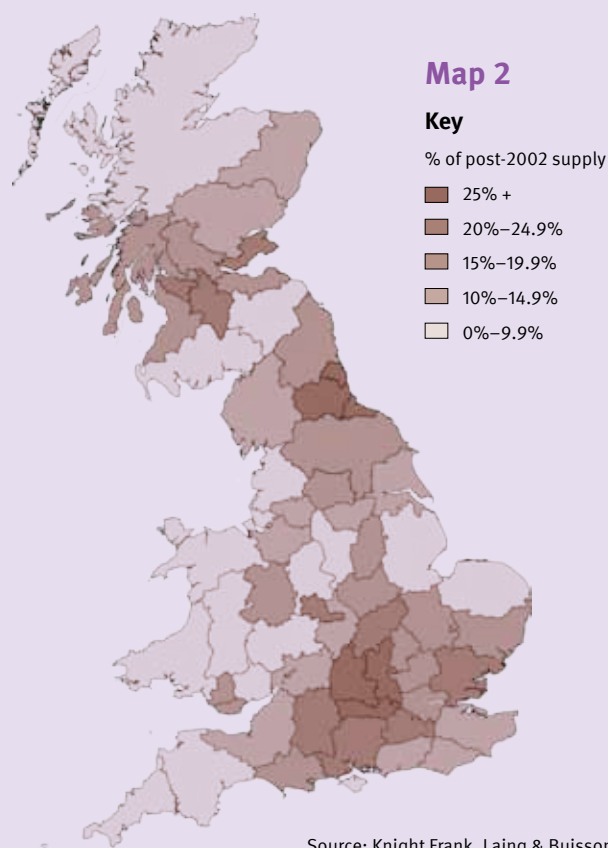 Map 2
Key
% of post-2002 supply
25% +
20%–24.9%
15%–19.9%
10%–14.9%
0%–9.9%
Source: Knight Frank, Laing & Buisson